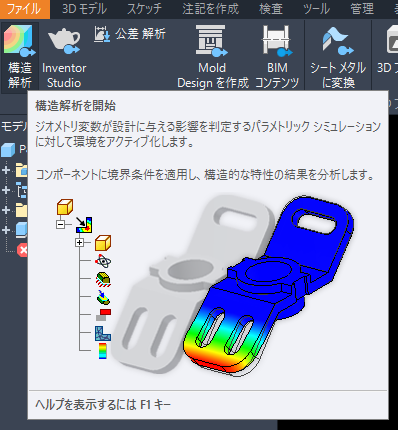 ファイル 3D モデル スケッチ 注記を作成 検査 ツール 管理
構造
解析
Inventor
Studio
公差 解析
Mold
Design を作成
BIM
コンテンツ
シート メタル
に変換
3D プ
構造解析を開始
ジオメトリ変数が設計に与える影響を判定するパラメトリック シミュレーション
に対して環境をアクティブ化します。
コンポーネントに境界条件を適用し、構造的な特性の結果を分析します。
モデ
Pa
ヘルプを表示するには F1 キー